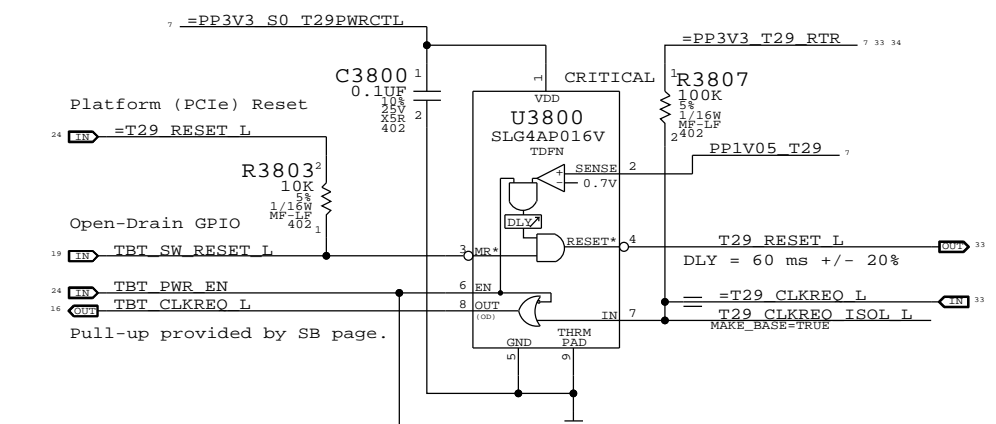 7 =PP3V3_S0_T29PWRCTL
=PP3V3_T29_RTR 7 33 34
C3800 1
0.1UF
10%
25V
X5R
402
2
1
VDD
CRITICAL
1 R3807
100K
5%
1/16W
MF-LF
2 402
U3800
SLG4AP016V
TDFN
Platform (PCIe) Reset
24 IN =T29_RESET_L
PP1V05_T29 7
SENSE 2
+
- 0.7V
R3803 2
10K
5%
1/16W
MF-LF
402 1
DLY
Open-Drain GPIO
19 IN TBT_SW_RESET_L 3 MR*
RESET* 4 T29_RESET_L OUT 33
DLY = 60 ms +/- 20%
24 IN TBT_PWR_EN 6 EN
16 OUT TBT_CLKREQ_L 8 OUT
(OD)
=T29_CLKREQ_L IN 33
IN 7 T29_CLKREQ_ISOL_L
MAKE_BASE=TRUE
Pull-up provided by SB page.
GND
THRM
PAD
5
9